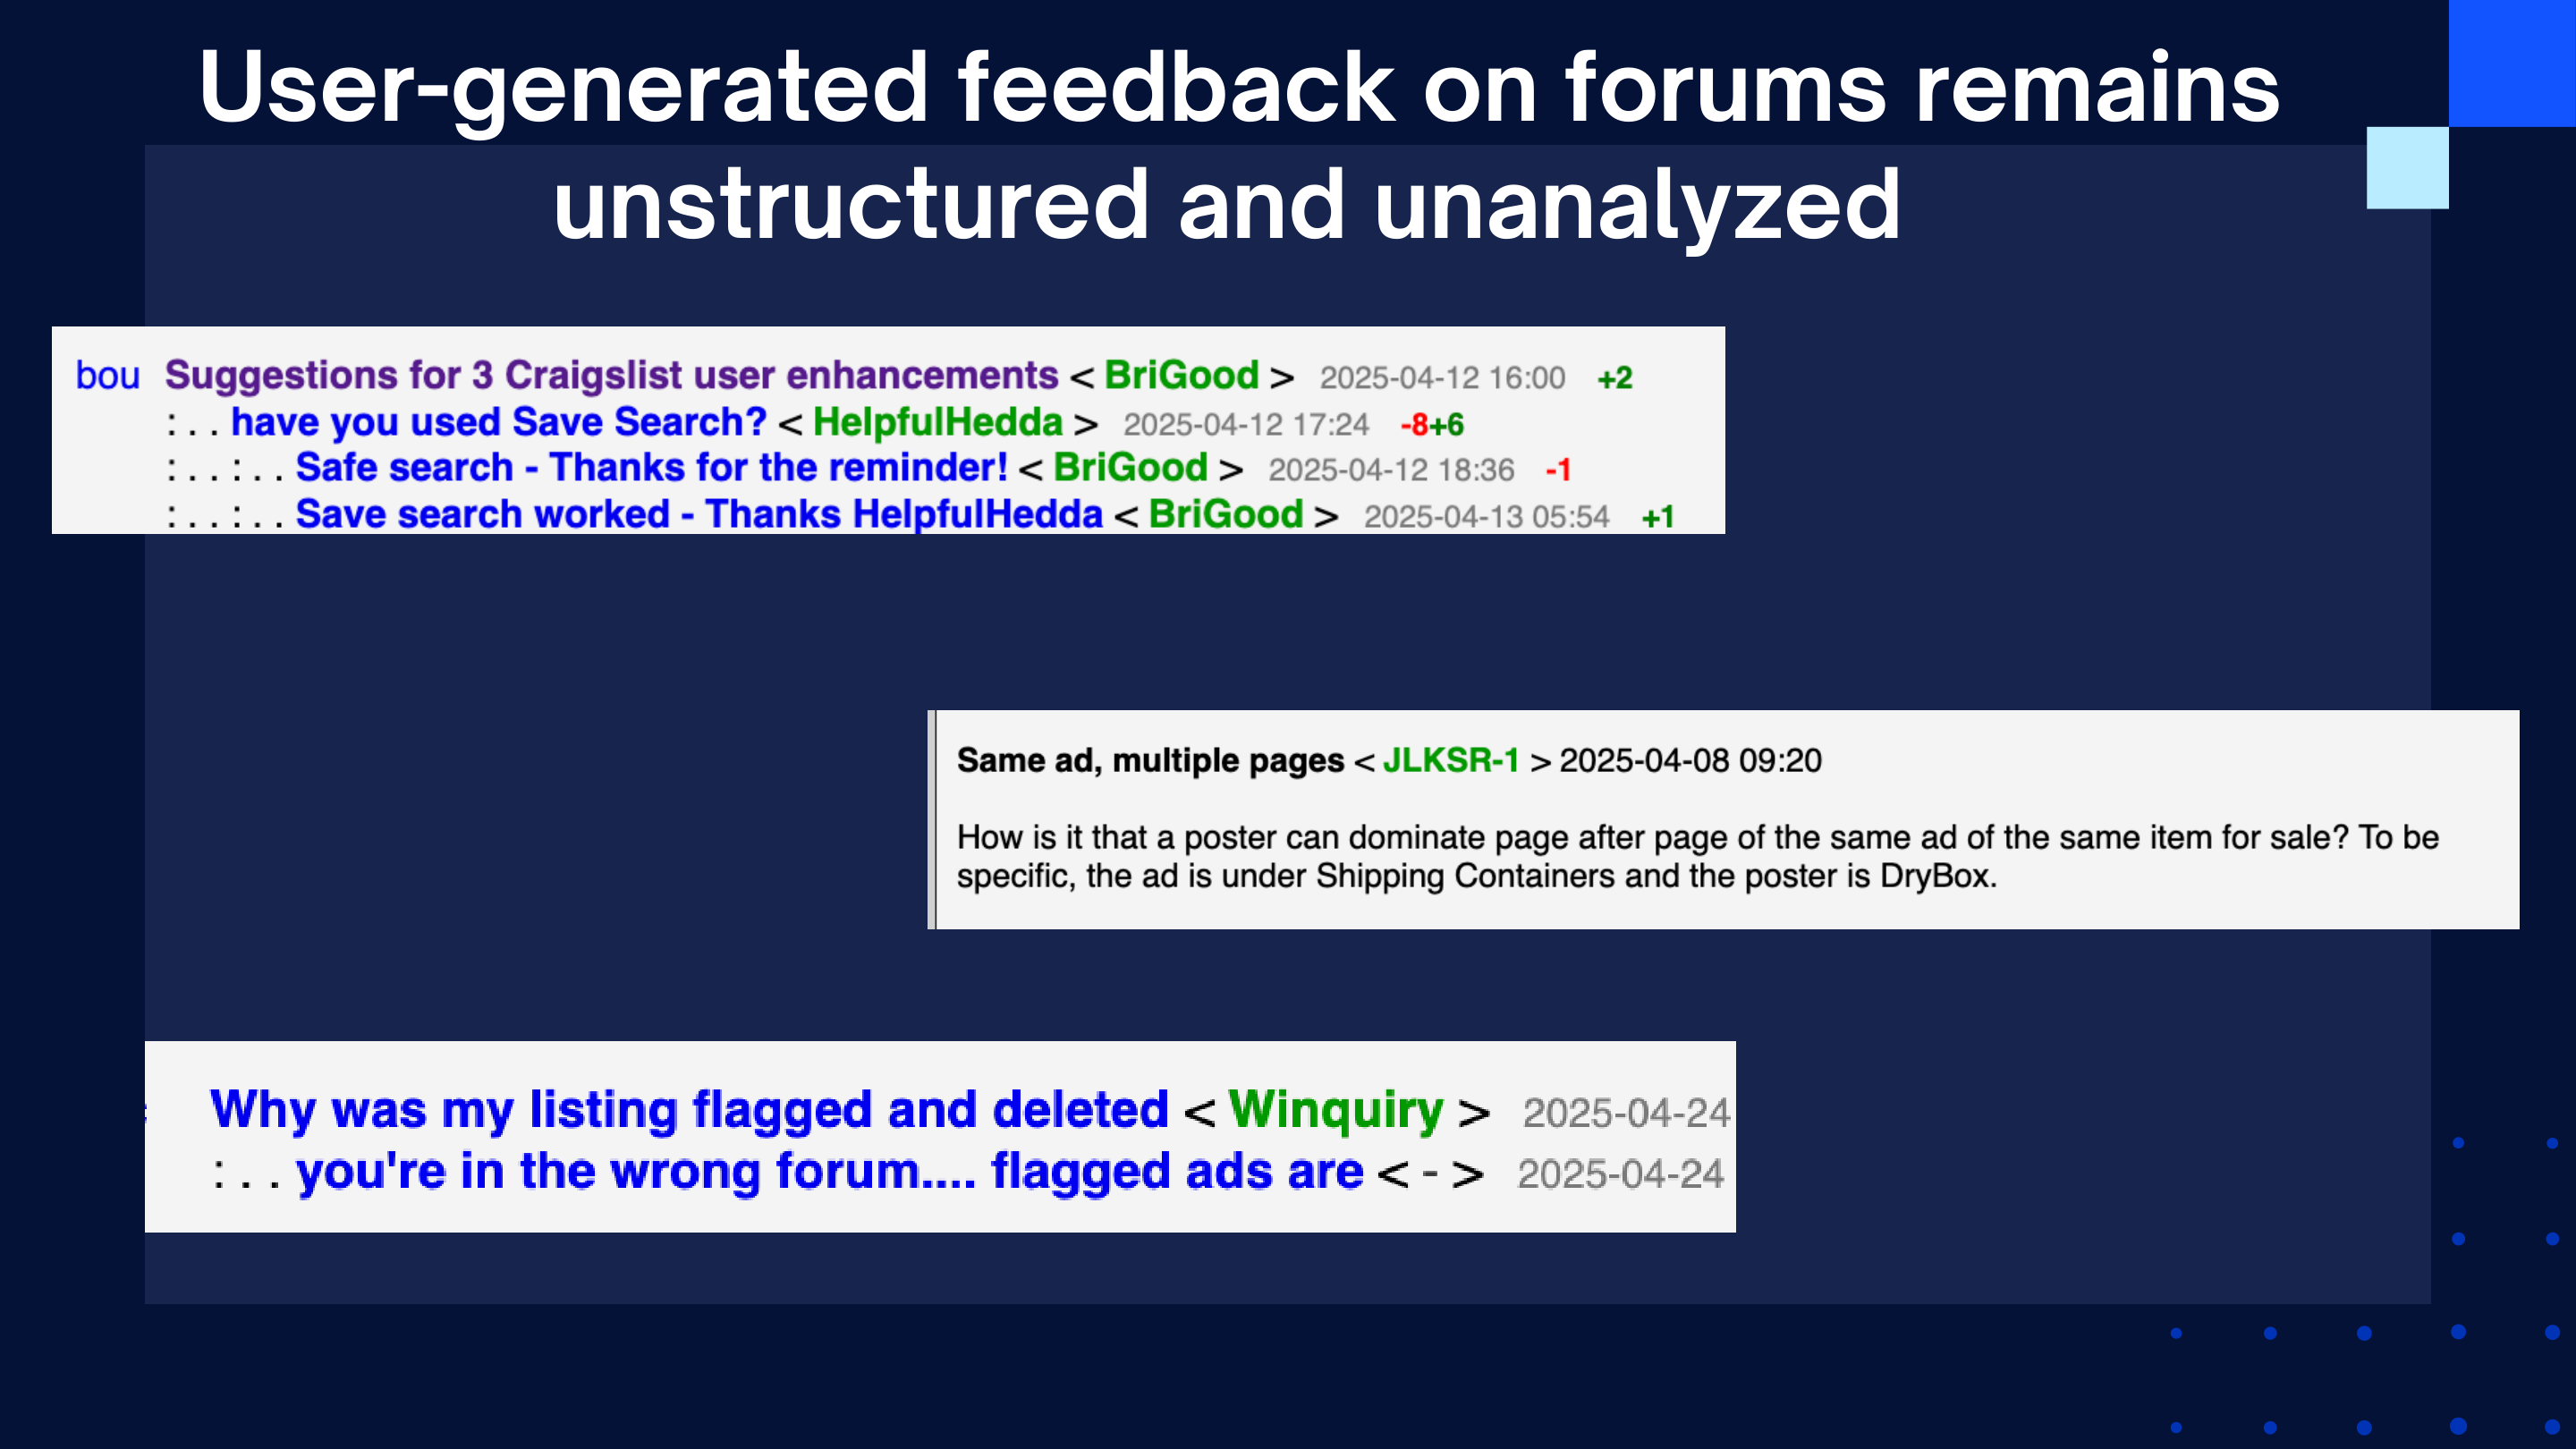 User-generated feedback on forums remains
unstructured and unanalyzed
bou Suggestions for 3 Craigslist user enhancements < BriGood > 2025-04-12 16:00 +2
: . . have you used Save Search? < HelpfulHedda > 2025-04-12 17:24 -8+6
: . . : . . Safe search - Thanks for the reminder! < BriGood > 2025-04-12 18:36 -1
: . . : . . Save search worked - Thanks HelpfulHedda < BriGood > 2025-04-13 05:54 +1
Same ad, multiple pages < JLKSR-1 > 2025-04-08 09:20
How is it that a poster can dominate page after page of the same ad of the same item for sale? To be
specific, the ad is under Shipping Containers and the poster is DryBox.
Why was my listing flagged and deleted < Winquiry > 2025-04-24
: . . you're in the wrong forum.... flagged ads are < - > 2025-04-24